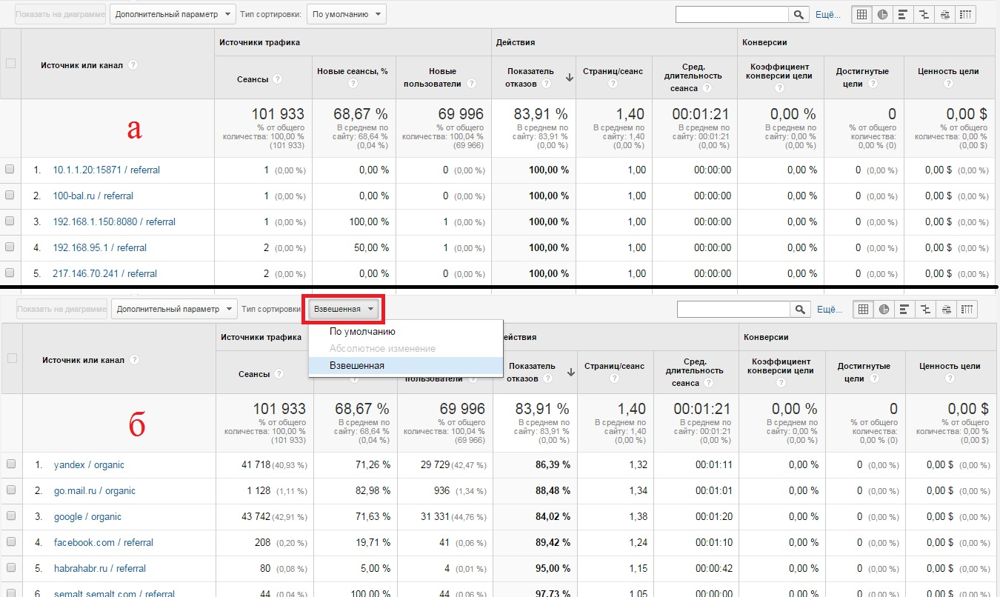 Показать на диаграмме Дополнительный параметр Тип сортировки: По умолчанию Ещё...
Источники трафика Действия Конверсии
Источник или канал ? Сеансы ? Новые сеансы, % ? Новые пользователи ? Показатель отказов ? Страниц/сеанс ? Сред. длительность сеанса ? Коэффициент конверсии цели ? Достигнутые цели ? Ценность цели ?
а
101 933 68,67 % 69 996 83,91 % 1,40 00:01:21 0,00 % 0 0,00 $
% от общего В среднем по % от общего В среднем по В среднем по В среднем по В среднем по % от общего % от общего
количества: 100,00 % сайту: 68,64 % количества: 100,04 % сайту: 83,91 % сайту: 1,40 сайту: 00:01:21 сайту: 0,00 % количества: количества: 0,00 %
(101 933) (0,04 %) (69 966) (0,00 %) (0,00 %) (0,00 %) (0,00 %) 0,00 % (0) (0,00 $)
1. 10.1.1.20:15871 / referral 1 (0,00 %) 0,00 % 0 (0,00 %) 100,00 % 1,00 00:00:00 0,00 % 0 (0,00 %) 0,00 $ (0,00 %)
2. 100-bal.ru / referral 1 (0,00 %) 0,00 % 0 (0,00 %) 100,00 % 1,00 00:00:00 0,00 % 0 (0,00 %) 0,00 $ (0,00 %)
3. 192.168.1.150:8080 / referral 1 (0,00 %) 100,00 % 1 (0,00 %) 100,00 % 1,00 00:00:00 0,00 % 0 (0,00 %) 0,00 $ (0,00 %)
4. 192.168.95.1 / referral 2 (0,00 %) 50,00 % 1 (0,00 %) 100,00 % 1,00 00:00:00 0,00 % 0 (0,00 %) 0,00 $ (0,00 %)
5. 217.146.70.241 / referral 2 (0,00 %) 0,00 % 0 (0,00 %) 100,00 % 1,00 00:00:00 0,00 % 0 (0,00 %) 0,00 $ (0,00 %)
Показать на диаграмме Дополнительный параметр Тип сортировки Взвешенная Ещё...
По умолчанию
Абсолютное изменение
Взвешенная
Источники трафика ействия Конверсии
Источник или канал ? Сеансы ? ? пользователи ? Показатель отказов ? Страниц/сеанс ? Сред. длительность сеанса ? Коэффициент конверсии цели ? Достигнутые цели ? Ценность цели ?
б
101 933 68,67 % 69 996 83,91 % 1,40 00:01:21 0,00 % 0 0,00 $
% от общего В среднем по % от общего В среднем по В среднем по В среднем по В среднем по % от общего % от общего
количества: 100,00 % сайту: 68,64 % количества: 100,04 % сайту: 83,91 % сайту: 1,40 сайту: 00:01:21 сайту: 0,00 % количества: количества: 0,00 %
(101 933) (0,04 %) (69 966) (0,00 %) (0,00 %) (0,00 %) (0,00 %) 0,00 % (0) (0,00 $)
1. yandex / organic 41 718 (40,93 %) 71,26 % 29 729 (42,47 %) 86,39 % 1,32 00:01:11 0,00 % 0 (0,00 %) 0,00 $ (0,00 %)
2. go.mail.ru / organic 1 128 (1,11 %) 82,98 % 936 (1,34 %) 88,48 % 1,34 00:01:01 0,00 % 0 (0,00 %) 0,00 $ (0,00 %)
3. google / organic 43 742 (42,91 %) 71,63 % 31 331 (44,76 %) 84,02 % 1,38 00:01:20 0,00 % 0 (0,00 %) 0,00 $ (0,00 %)
4. facebook.com / referral 208 (0,20 %) 19,71 % 41 (0,06 %) 89,42 % 1,24 00:01:10 0,00 % 0 (0,00 %) 0,00 $ (0,00 %)
5. habrahabr.ru / referral 80 (0,08 %) 5,00 % 4 (0,01 %) 95,00 % 1,15 00:00:42 0,00 % 0 (0,00 %) 0,00 $ (0,00 %)
6. semalt.semalt.com / referral 44 (0,04 %) 100,00 % 44 (0,06 %) 97,73 % 1,05 00:00:00 0,00 % 0 (0,00 %) 0,00 $ (0,00 %)